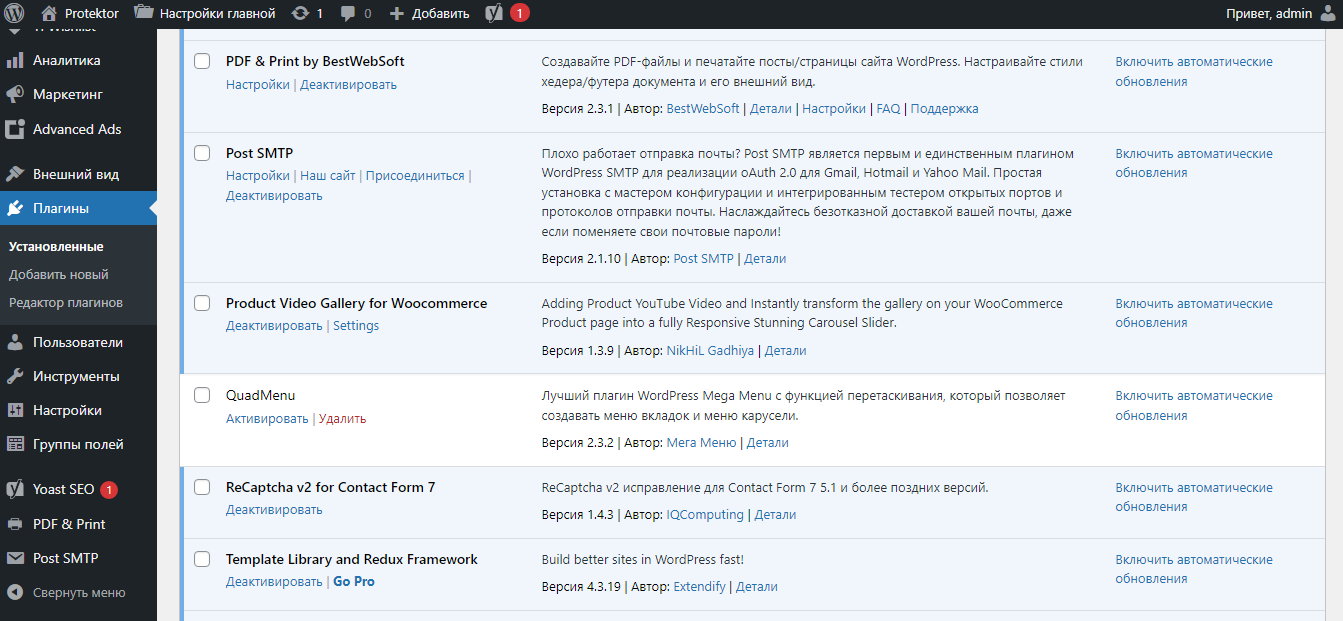 Protektor
Настройки главной
1
0
Добавить
1
Привет, admin
Аналитика
Маркетинг
Advanced Ads
Внешний вид
Плагины
Установленные
Добавить новый
Редактор плагинов
Пользователи
Инструменты
Настройки
Группы полей
Yoast SEO 1
PDF & Print
Post SMTP
Свернуть меню
PDF & Print by BestWebSoft
Настройки | Деактивировать
Создавайте PDF-файлы и печатайте посты/страницы сайта WordPress. Настраивайте стили
хедера/футера документа и его внешний вид.
Версия 2.3.1 | Автор: BestWebSoft | Детали | Настройки | FAQ | Поддержка
Включить автоматические
обновления
Post SMTP
Настройки | Наш сайт | Присоединиться |
Деактивировать
Плохо работает отправка почты? Post SMTP является первым и единственным плагином
WordPress SMTP для реализации oAuth 2.0 для Gmail, Hotmail и Yahoo Mail. Простая
установка с мастером конфигурации и интегрированным тестером открытых портов и
протоколов отправки почты. Наслаждайтесь безотказной доставкой вашей почты, даже
если поменяете свои почтовые пароли!
Версия 2.1.10 | Автор: Post SMTP | Детали
Включить автоматические
обновления
Product Video Gallery for Woocommerce
Деактивировать | Settings
Adding Product YouTube Video and Instantly transform the gallery on your WooCommerce
Product page into a fully Responsive Stunning Carousel Slider.
Версия 1.3.9 | Автор: NikHiL Gadhiya | Детали
Включить автоматические
обновления
QuadMenu
Активировать | Удалить
Лучший плагин WordPress Mega Menu с функцией перетаскивания, который позволяет
создавать меню вкладок и меню карусели.
Версия 2.3.2 | Автор: Мега Меню | Детали
Включить автоматические
обновления
ReCaptcha v2 for Contact Form 7
Деактивировать
ReCaptcha v2 исправление для Contact Form 7 5.1 и более поздних версий.
Версия 1.4.3 | Автор: IQComputing | Детали
Включить автоматические
обновления
Template Library and Redux Framework
Деактивировать | Go Pro
Build better sites in WordPress fast!
Версия 4.3.19 | Автор: Extendify | Детали
Включить автоматические
обновления